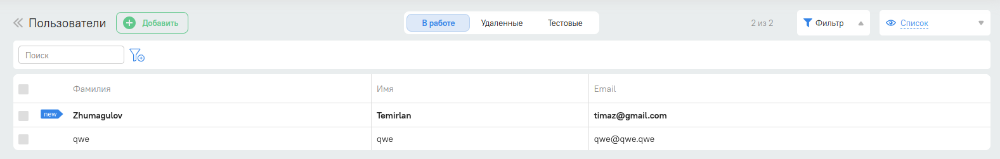 Пользователи Добавить В работе Удаленные Тестовые 2 из 2 Фильтр Список
Поиск
Фамилия Имя Email
new Zhumagulov Temirlan timaz@gmail.com
qwe qwe qwe@qwe.qwe